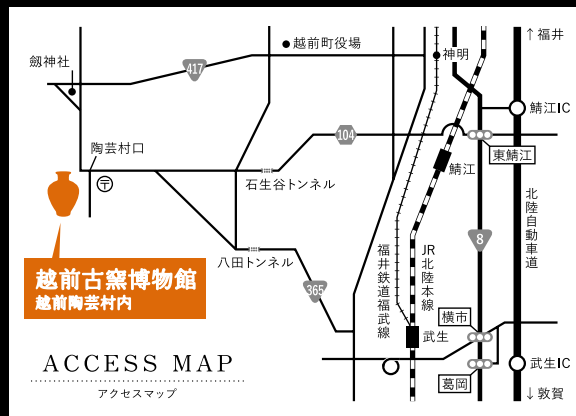 ↑福井
越前町役場
神明
劔神社
417
鯖江IC
104
東鯖江
陶芸村口
鯖江
〒
石生谷トンネル
北陸自動車道
8
越前古窯博物館
越前陶芸村内
八田トンネル
福井鉄道福武線
JR北陸本線
365
横市
武生
武生IC
葛岡
↓敦賀
ACCESS MAP
アクセスマップ